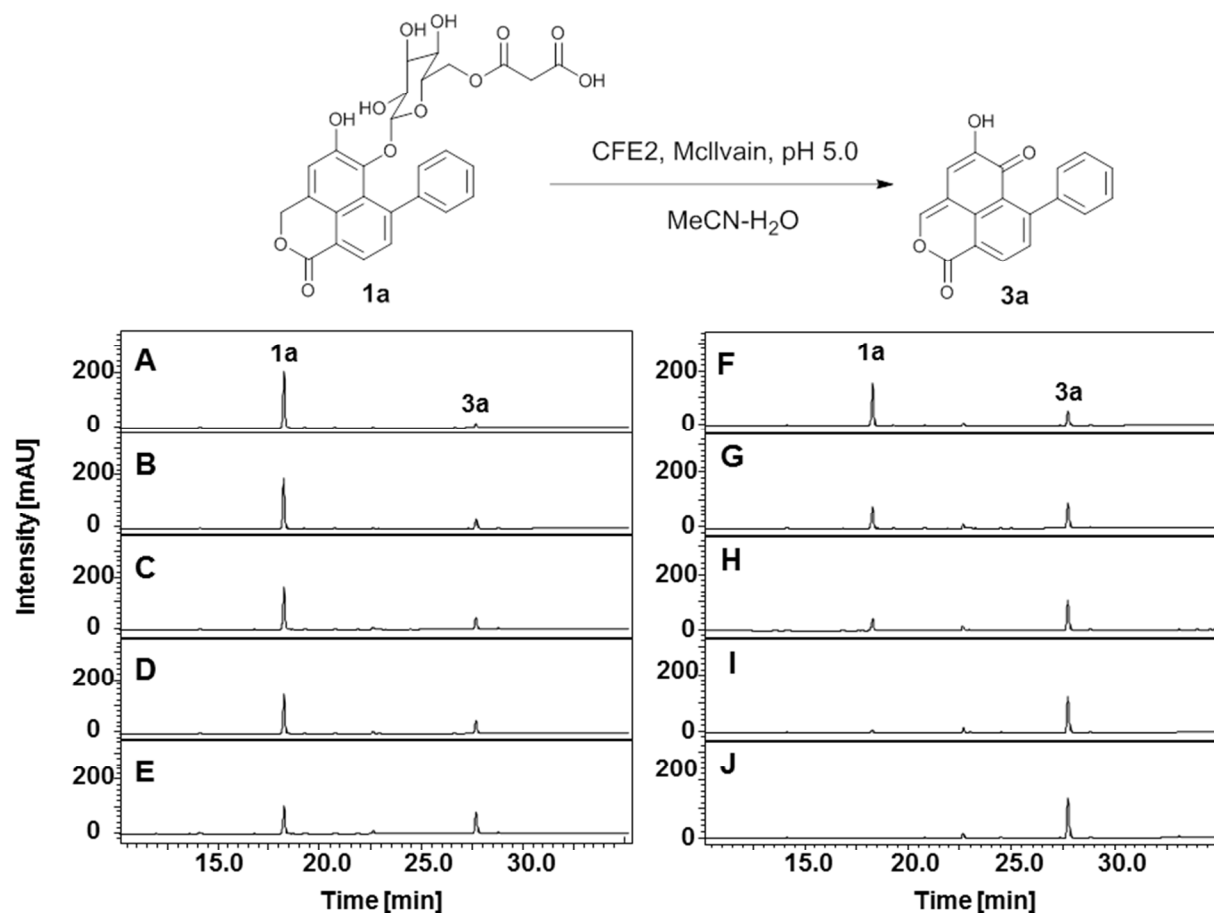 OH
OH
HO
OH
O
O
HO
O
O
OH
O
O
O
1a
CFE2, McIlvain, pH 5.0
MeCN-H2O
OH
O
O
O
3a
Intensity [mAU]
A
1a
3a
200
0
B
200
0
C
200
0
D
200
0
E
200
0
15.0 20.0 25.0 30.0
Time [min]
F
1a
3a
200
0
G
200
0
H
200
0
I
200
0
J
200
0
15.0 20.0 25.0 30.0
Time [min]